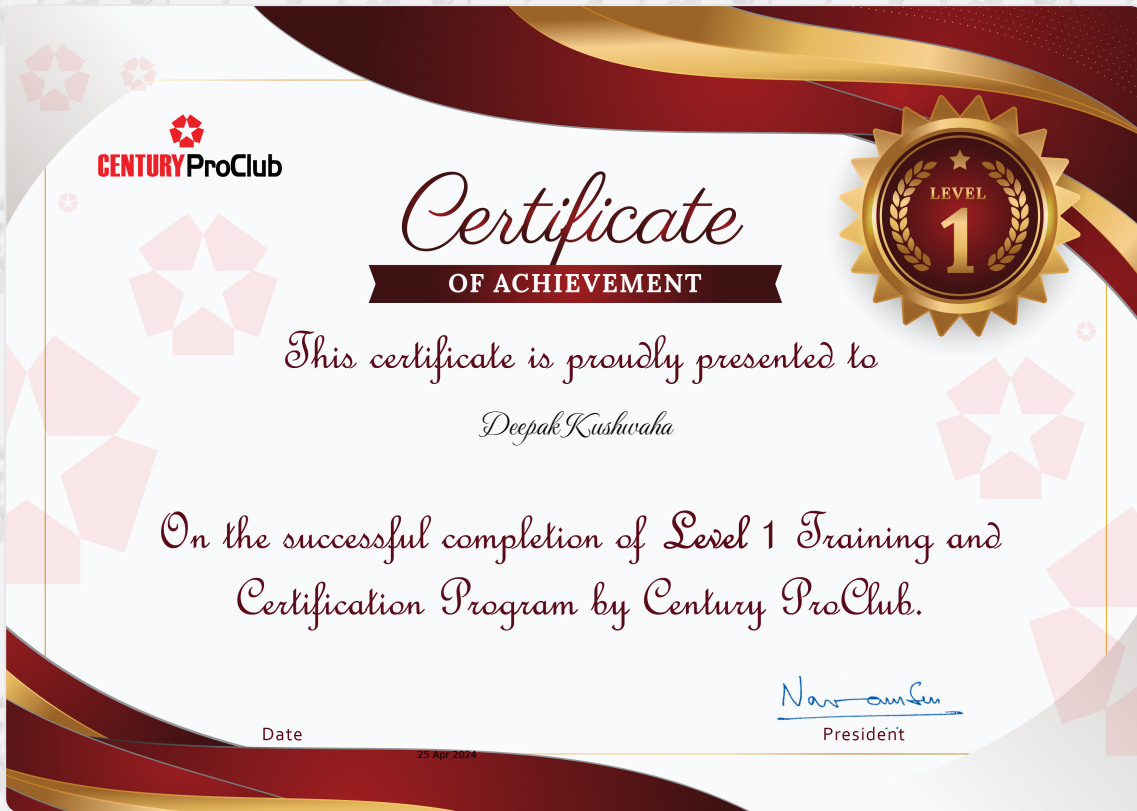 CENTURY ProClub
LEVEL
1
Certificate
OF ACHIEVEMENT
This certificate is proudly presented to
Deepak Kushwaha
On the successful completion of Level 1 Training and
Certification Program by Century ProClub.
Date
President
25 Apr 2024